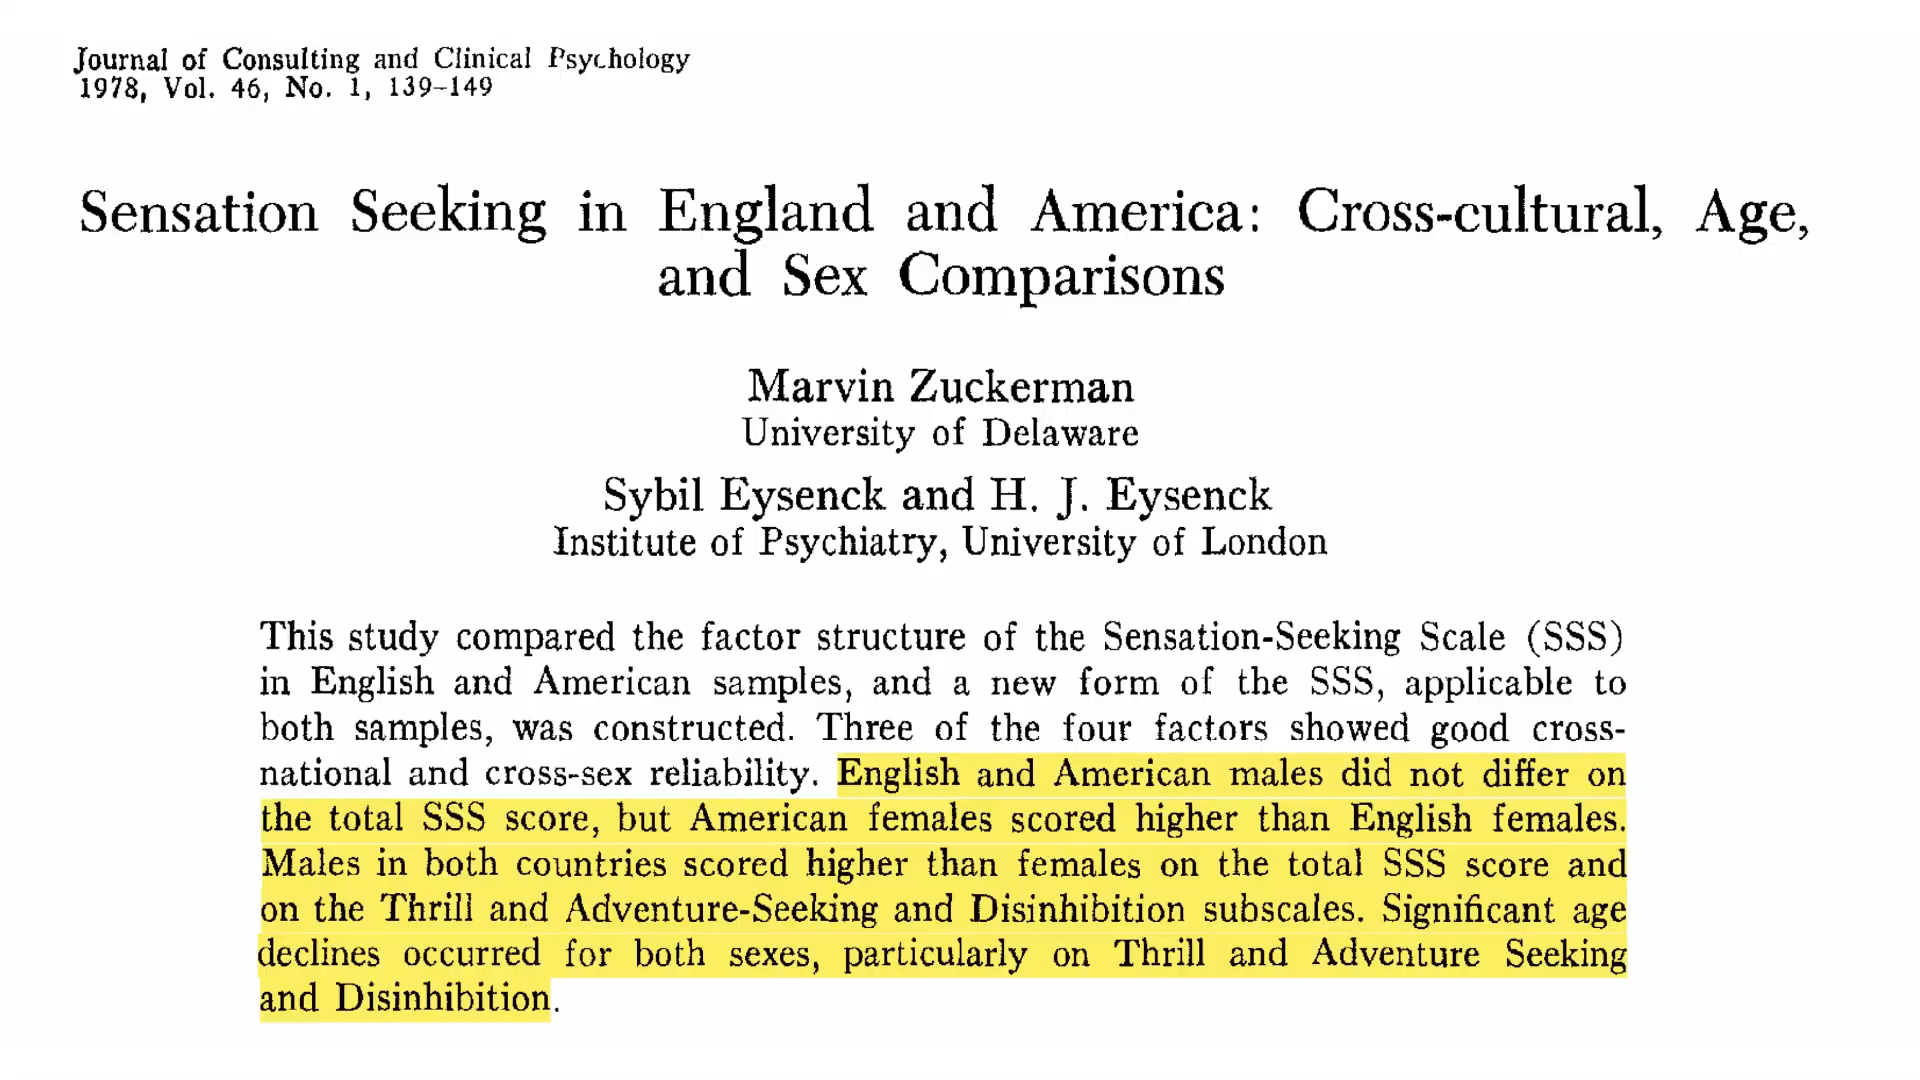 Journal of Consulting and Clinical Psychology
1978, Vol. 46, No. 1, 139–149
Sensation Seeking in England and America: Cross-cultural, Age,
and Sex Comparisons
Marvin Zuckerman
University of Delaware
Sybil Eysenck and H. J. Eysenck
Institute of Psychiatry, University of London
This study compared the factor structure of the Sensation-Seeking Scale (SSS)
in English and American samples, and a new form of the SSS, applicable to
both samples, was constructed. Three of the four factors showed good cross-
national and cross-sex reliability. English and American males did not differ on
the total SSS score, but American females scored higher than English females.
Males in both countries scored higher than females on the total SSS score and
on the Thrill and Adventure-Seeking and Disinhibition subscales. Significant age
declines occurred for both sexes, particularly on Thrill and Adventure Seeking
and Disinhibition.